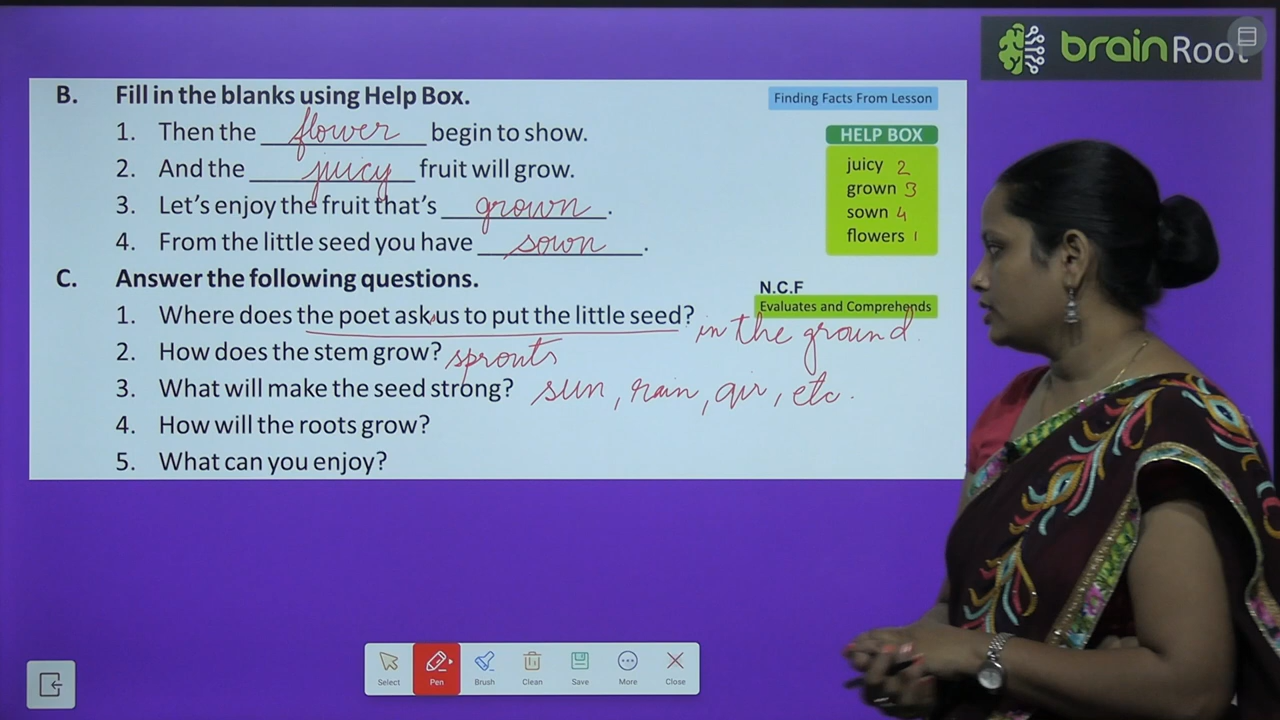 brainRoot
B. Fill in the blanks using Help Box.
Finding Facts From Lesson
1. Then the flower begin to show.
HELP BOX
2. And the juicy fruit will grow.
juicy 2
grown 3
3. Let's enjoy the fruit that's grown.
sown 4
flowers 1
4. From the little seed you have sown.
C. Answer the following questions.
N.C.F
Evaluates and Comprehends
1. Where does the poet ask us to put the little seed? in the ground.
2. How does the stem grow? sprouts
3. What will make the seed strong? sun, rain, air, etc.
4. How will the roots grow?
5. What can you enjoy?
Select Pen Brush Clean Save More Close